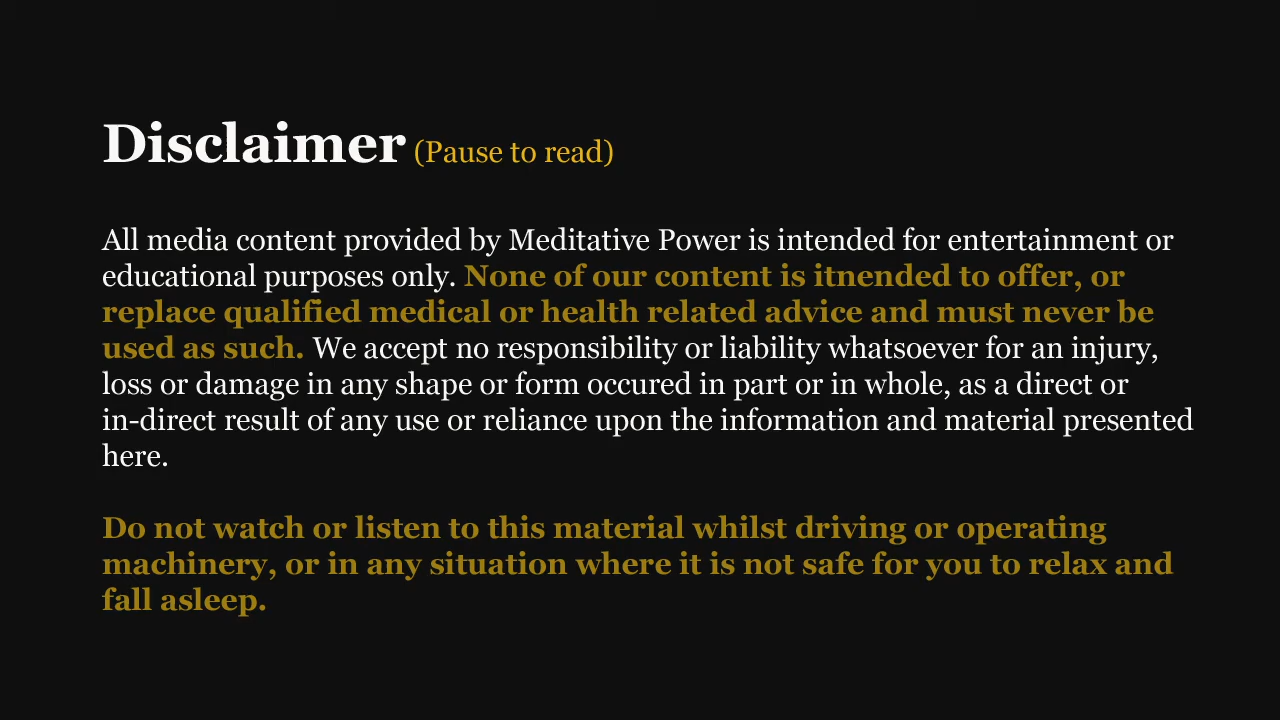 Disclaimer (Pause to read)
All media content provided by Meditative Power is intended for entertainment or
educational purposes only. None of our content is itnended to offer, or
replace qualified medical or health related advice and must never be
used as such. We accept no responsibility or liability whatsoever for an injury,
loss or damage in any shape or form occured in part or in whole, as a direct or
in-direct result of any use or reliance upon the information and material presented
here.
Do not watch or listen to this material whilst driving or operating
machinery, or in any situation where it is not safe for you to relax and
fall asleep.